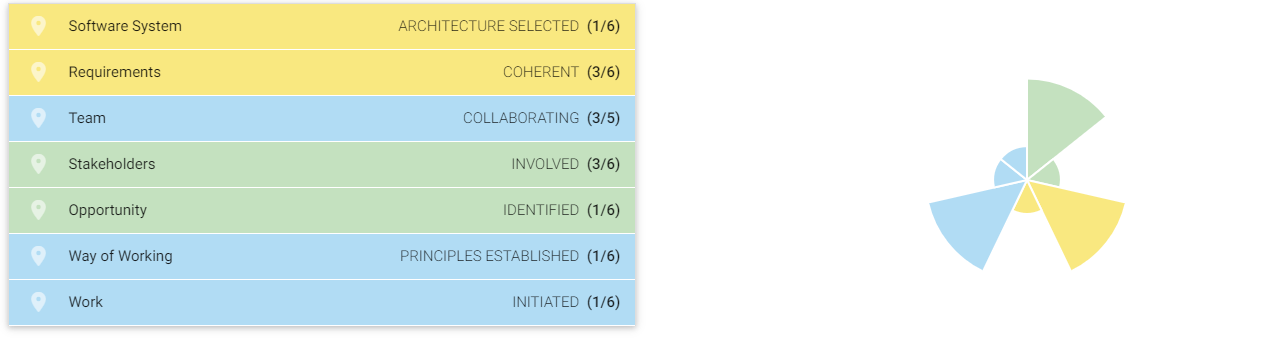 Software System ARCHITECTURE SELECTED (1/6)
Requirements COHERENT (3/6)
Team COLLABORATING (3/5)
Stakeholders INVOLVED (3/6)
Opportunity IDENTIFIED (1/6)
Way of Working PRINCIPLES ESTABLISHED (1/6)
Work INITIATED (1/6)